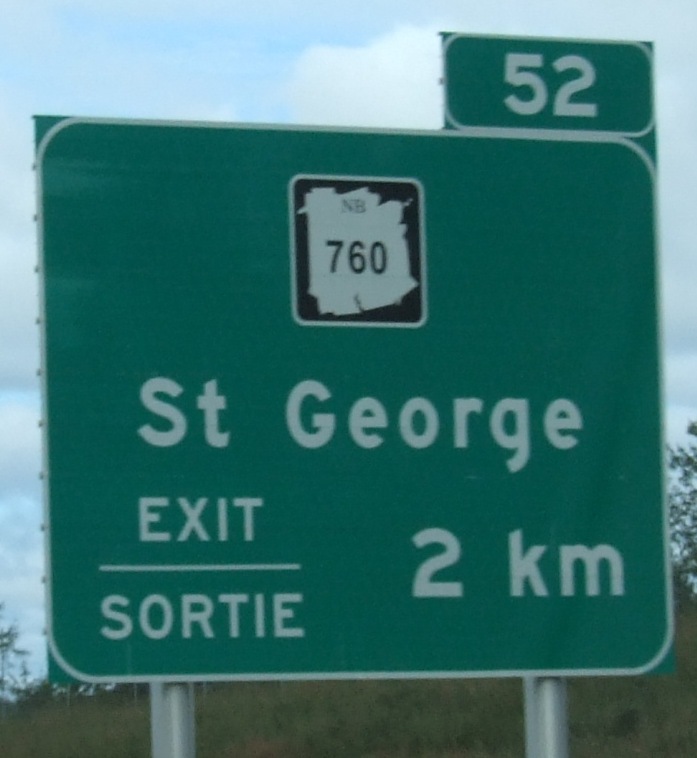 52
NB
760
St George
EXIT
SORTIE
2 km